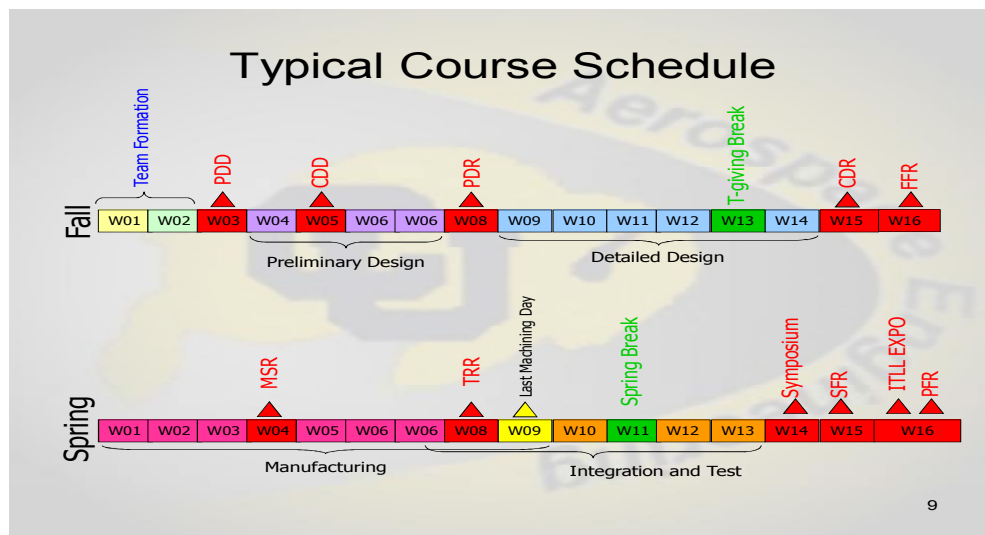 Typical Course Schedule
Team Formation
PDD
CDD
PDR
T-giving Break
CDR
FFR
Fall
W01 W02 W03 W04 W05 W06 W06 W08 W09 W10 W11 W12 W13 W14 W15 W16
Preliminary Design
Detailed Design
MSR
TRR
Last Machining Day
Spring Break
Symposium
SFR
ITLL EXPO
PFR
Spring
W01 W02 W03 W04 W05 W06 W06 W08 W09 W10 W11 W12 W13 W14 W15 W16
Manufacturing
Integration and Test
Aerospace Engineering
CU
9